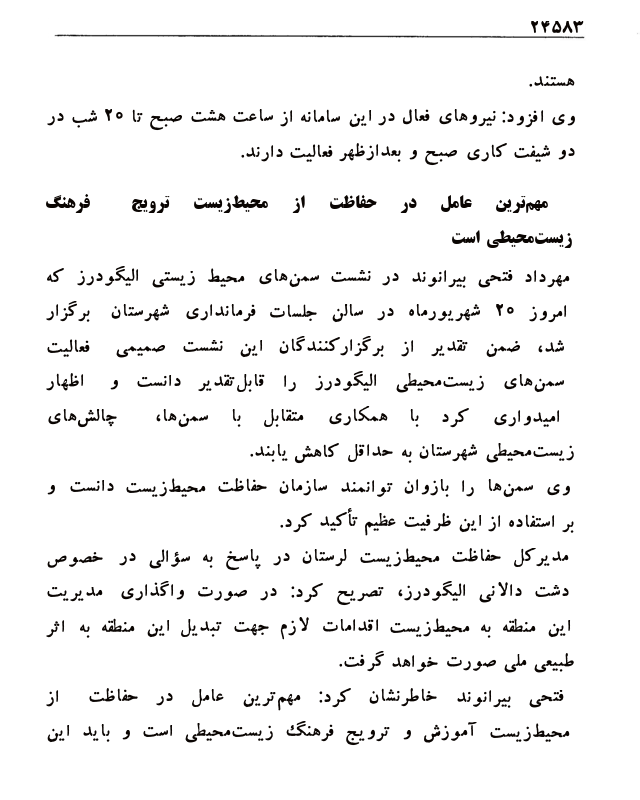 ۲۴۵۸۳
هستند.
وی افزود: نیروهای فعال در این سامانه از ساعت هشت صبح تا ۲۰ شب در
دو شیفت کاری صبح و بعدازظهر فعالیت دارند.
مهم‌ترین عامل در حفاظت از محیط‌زیست ترویج فرهنگ
زیست‌محیطی است
مهرداد فتحی بیرانوند در نشست سمن‌های محیط زیستی الیگودرز که
امروز ۲۰ شهریورماه در سالن جلسات فرمانداری شهرستان برگزار
شد، ضمن تقدیر از برگزارکنندگان این نشست صمیمی فعالیت
سمن‌های زیست‌محیطی الیگودرز را قابل‌تقدیر دانست و اظهار
امیدواری کرد با همکاری متقابل با سمن‌ها، چالش‌های
زیست‌محیطی شهرستان به حداقل کاهش یابند.
وی سمن‌ها را بازوان توانمند سازمان حفاظت محیط‌زیست دانست و
بر استفاده از این ظرفیت عظیم تأکید کرد.
مدیرکل حفاظت محیط‌زیست لرستان در پاسخ به سؤالی در خصوص
دشت دالانی الیگودرز، تصریح کرد: در صورت واگذاری مدیریت
این منطقه به محیط‌زیست اقدامات لازم جهت تبدیل این منطقه به اثر
طبیعی ملی صورت خواهد گرفت.
فتحی بیرانوند خاطرنشان کرد: مهم‌ترین عامل در حفاظت از
محیط‌زیست آموزش و ترویج فرهنگ زیست‌محیطی است و باید این